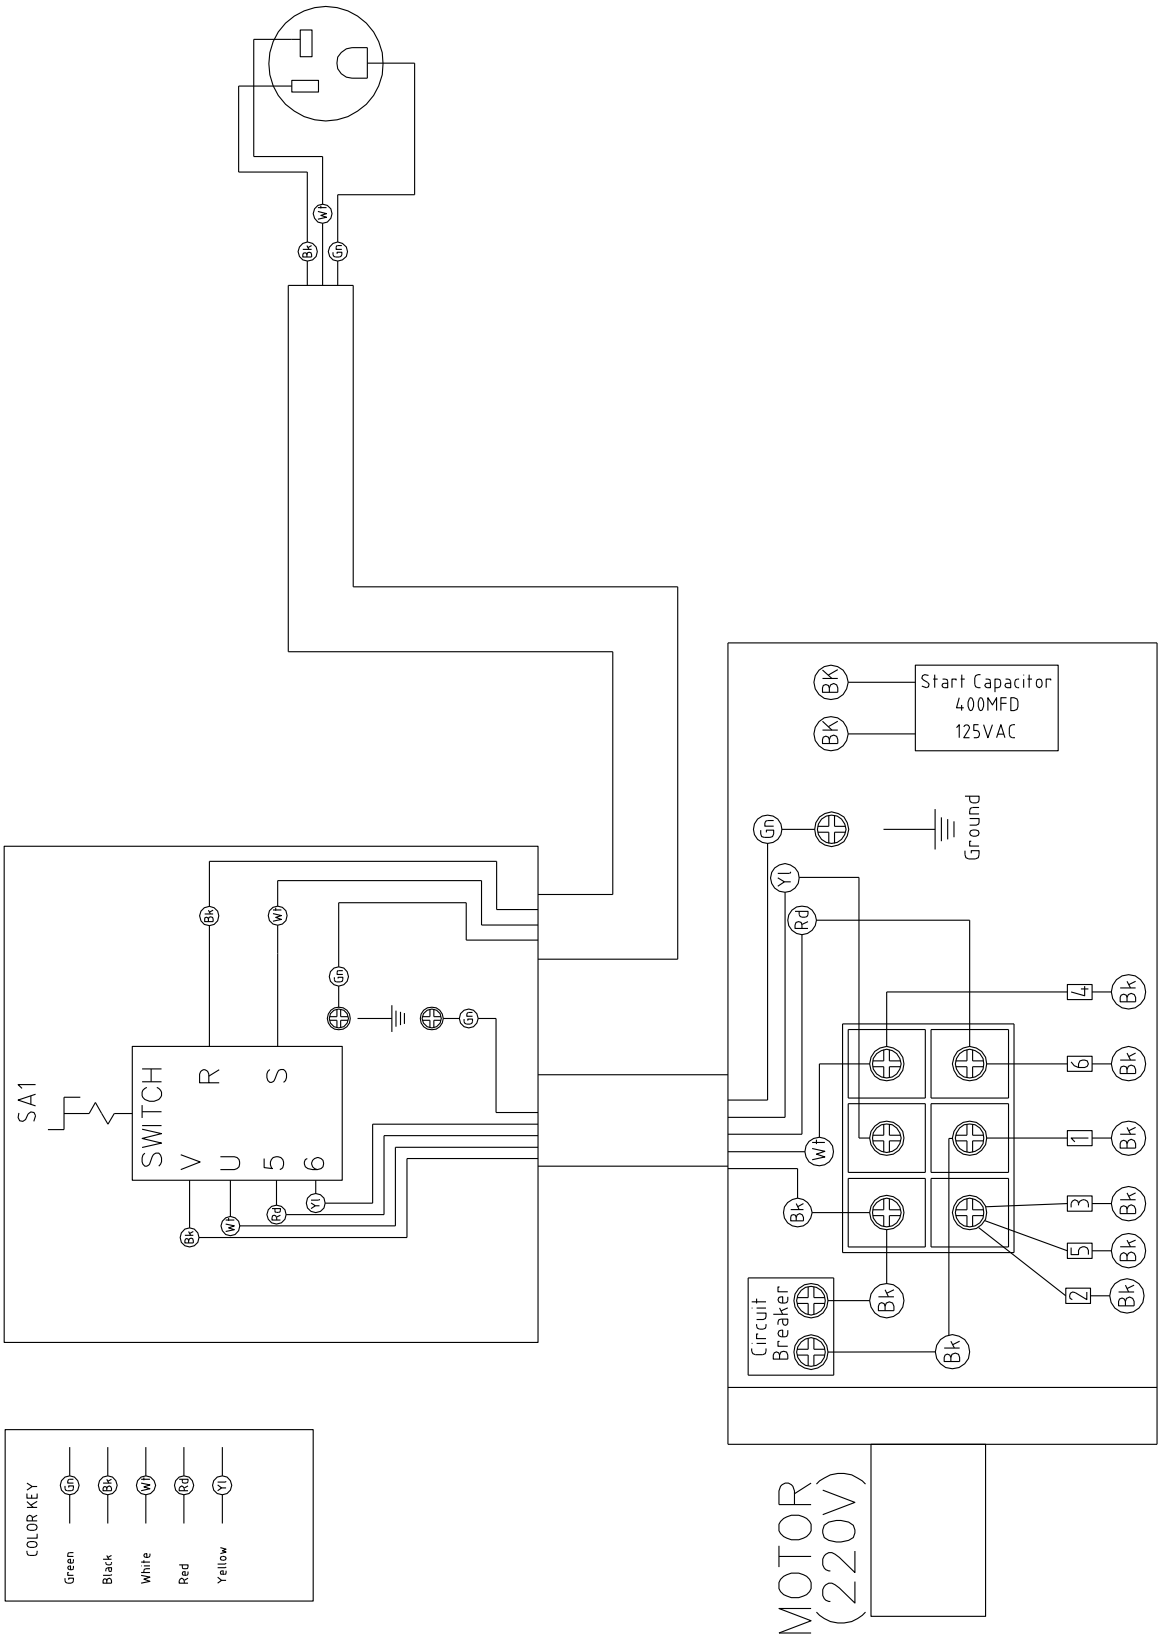 Wt
Bk
Gn
SA1
SWITCH
R
S
V
U
5
6
Bk
Wt
Gn
Gn
Yl
Rd
Wt
Bk
COLOR KEY
Green
Gn
Black
Bk
White
Wt
Red
Rd
Yellow
Yl
BK
BK
Start Capacitor
400MFD
125VAC
Gn
Yl
Rd
Wt
Bk
Ground
4
Bk
6
Bk
1
Bk
3
Bk
5
Bk
2
Bk
Circuit
Breaker
Bk
Bk
MOTOR
(220V)